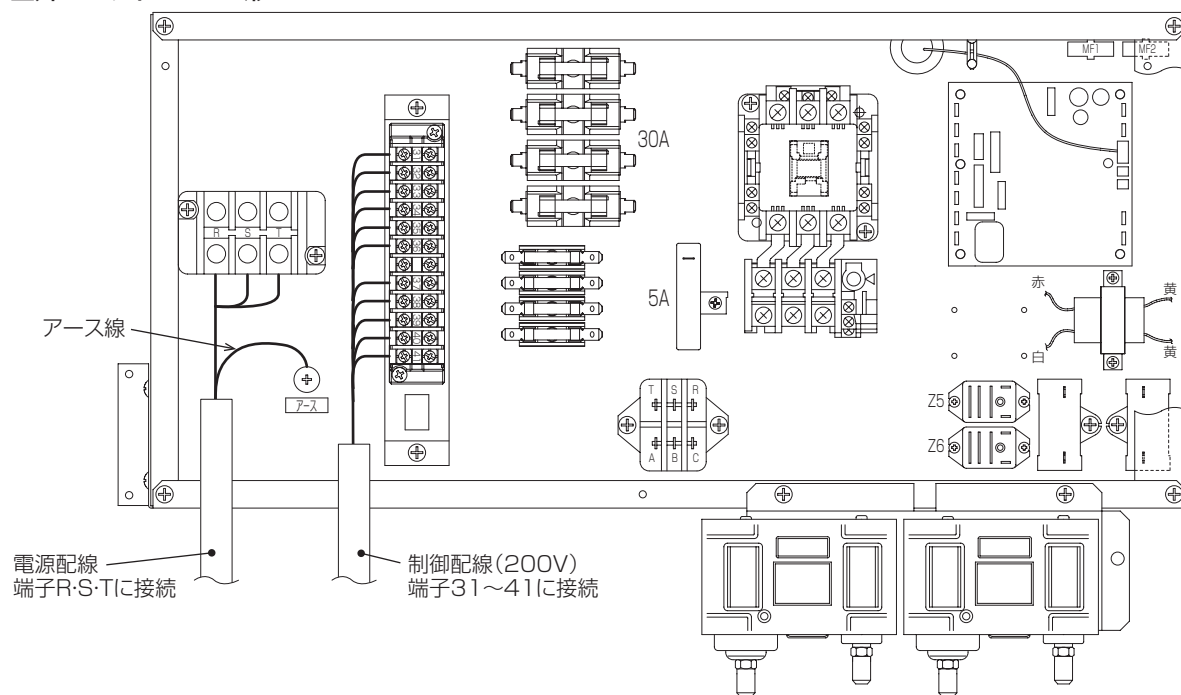 MF1
MF2
30A
R
S
T
5A
赤
黄
白
黄
アース線
アース
T
S
R
A
B
C
Z5
Z6
電源配線
端子R・S・Tに接続
制御配線(200V)
端子31～41に接続